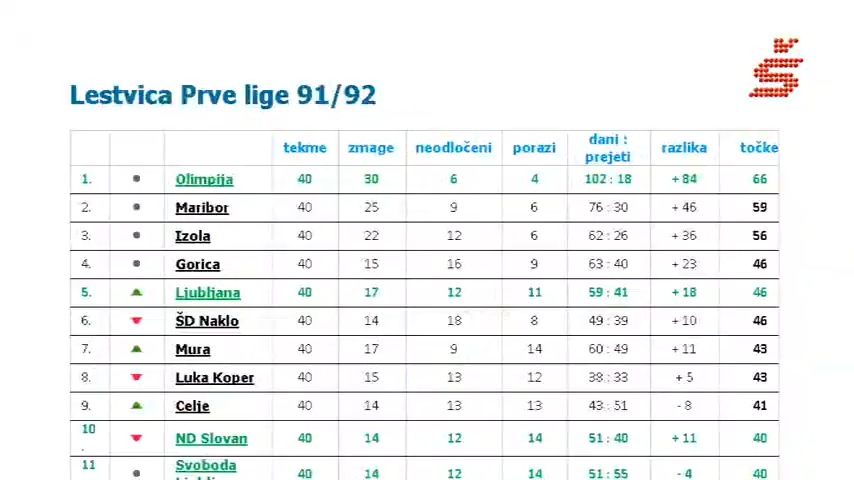 Š
Lestvica Prve lige 91/92
tekme zmage neodločeni porazi dani : prejeti razlika točke
1. Olimpija 40 30 6 4 102 : 18 + 84 66
2. Maribor 40 25 9 6 76 : 30 + 46 59
3. Izola 40 22 12 6 62 : 26 + 36 56
4. Gorica 40 15 16 9 63 : 40 + 23 46
5. Ljubljana 40 17 12 11 59 : 41 + 18 46
6. ŠD Naklo 40 14 18 8 49 : 39 + 10 46
7. Mura 40 17 9 14 60 : 49 + 11 43
8. Luka Koper 40 15 13 12 38 : 33 + 5 43
9. Celje 40 14 13 13 43 : 51 - 8 41
10. ND Slovan 40 14 12 14 51 : 40 + 11 40
11 Svoboda 40 14 12 14 51 : 55 - 4 40